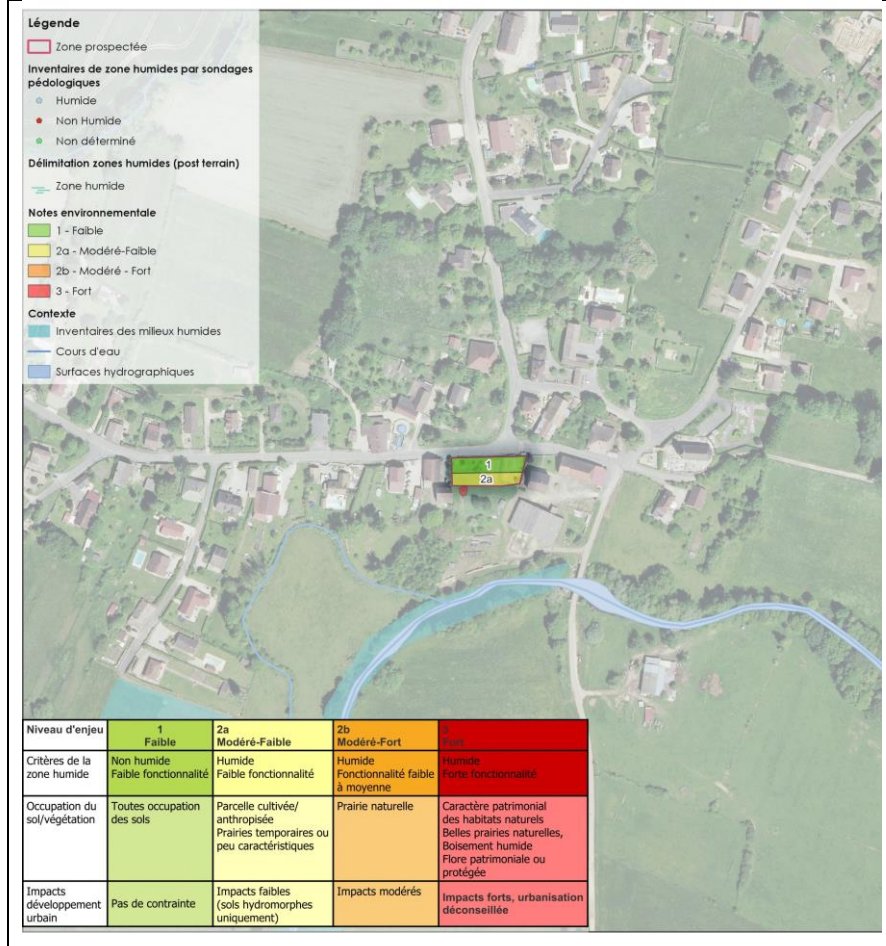 Légende
Zone prospectée
Inventaires de zone humides par sondages
pédologiques
Humide
Non Humide
Non déterminé
Délimitation zones humides (post terrain)
Zone humide
Notes environnementale
1 - Faible
2a - Modéré-Faible
2b - Modéré - Fort
3 - Fort
Contexte
Inventaires des milieux humides
Cours d'eau
Surfaces hydrographiques
1
2a
Niveau d'enjeu
1
Faible
2a
Modéré-Faible
2b
Modéré-Fort
3
Fort
Critères de la
zone humide
Non humide
Faible fonctionnalité
Humide
Faible fonctionnalité
Humide
Fonctionnalité faible
à moyenne
Humide
Forte fonctionnalité
Occupation du
sol/végétation
Toutes occupation
des sols
Parcelle cultivée/
anthropisée
Prairies temporaires ou
peu caractéristiques
Prairie naturelle
Caractère patrimonial
des habitats naturels
Belles prairies naturelles,
Boisement humide
Flore patrimoniale ou
protégée
Impacts
développement
urbain
Pas de contrainte
Impacts faibles
(sols hydromorphes
uniquement)
Impacts modérés
Impacts forts, urbanisation
déconseillée